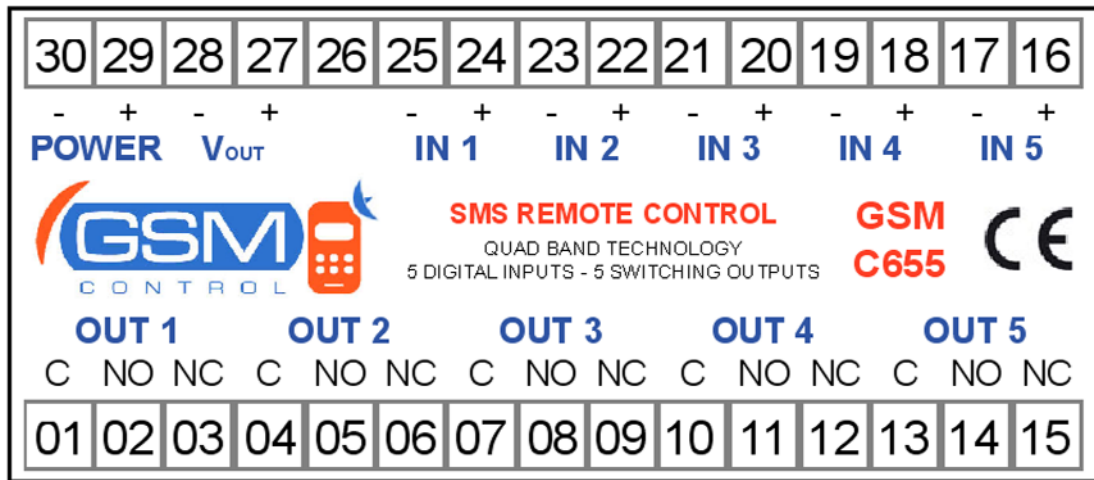 30 29 28 27 26 25 24 23 22 21 20 19 18 17 16
- + - + - + - + - + - + - +
POWER VOUT IN 1 IN 2 IN 3 IN 4 IN 5
GSM
CONTROL
SMS REMOTE CONTROL
QUAD BAND TECHNOLOGY
5 DIGITAL INPUTS - 5 SWITCHING OUTPUTS
GSM
C655
CE
OUT 1 OUT 2 OUT 3 OUT 4 OUT 5
C NO NC C NO NC C NO NC C NO NC C NO NC
01 02 03 04 05 06 07 08 09 10 11 12 13 14 15